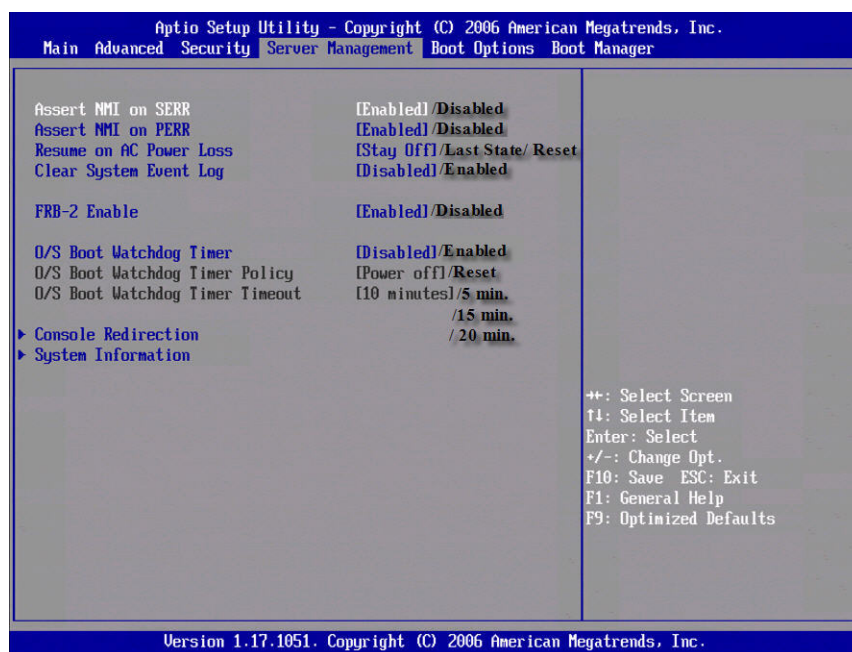 Aptio Setup Utility - Copyright (C) 2006 American Megatrends, Inc.
Main Advanced Security Server Management Boot Options Boot Manager
Assert NMI on SERR [Enabled]/Disabled
Assert NMI on PERR [Enabled]/Disabled
Resume on AC Power Loss [Stay Off]/Last State/ Reset
Clear System Event Log [Disabled]/Enabled
FRB-2 Enable [Enabled]/Disabled
O/S Boot Watchdog Timer [Disabled]/Enabled
O/S Boot Watchdog Timer Policy [Power off]/Reset
O/S Boot Watchdog Timer Timeout [10 minutes]/5 min.
/15 min.
▶ Console Redirection / 20 min.
▶ System Information
→←: Select Screen
↑↓: Select Item
Enter: Select
+/-: Change Opt.
F10: Save ESC: Exit
F1: General Help
F9: Optimized Defaults
Version 1.17.1051. Copyright (C) 2006 American Megatrends, Inc.